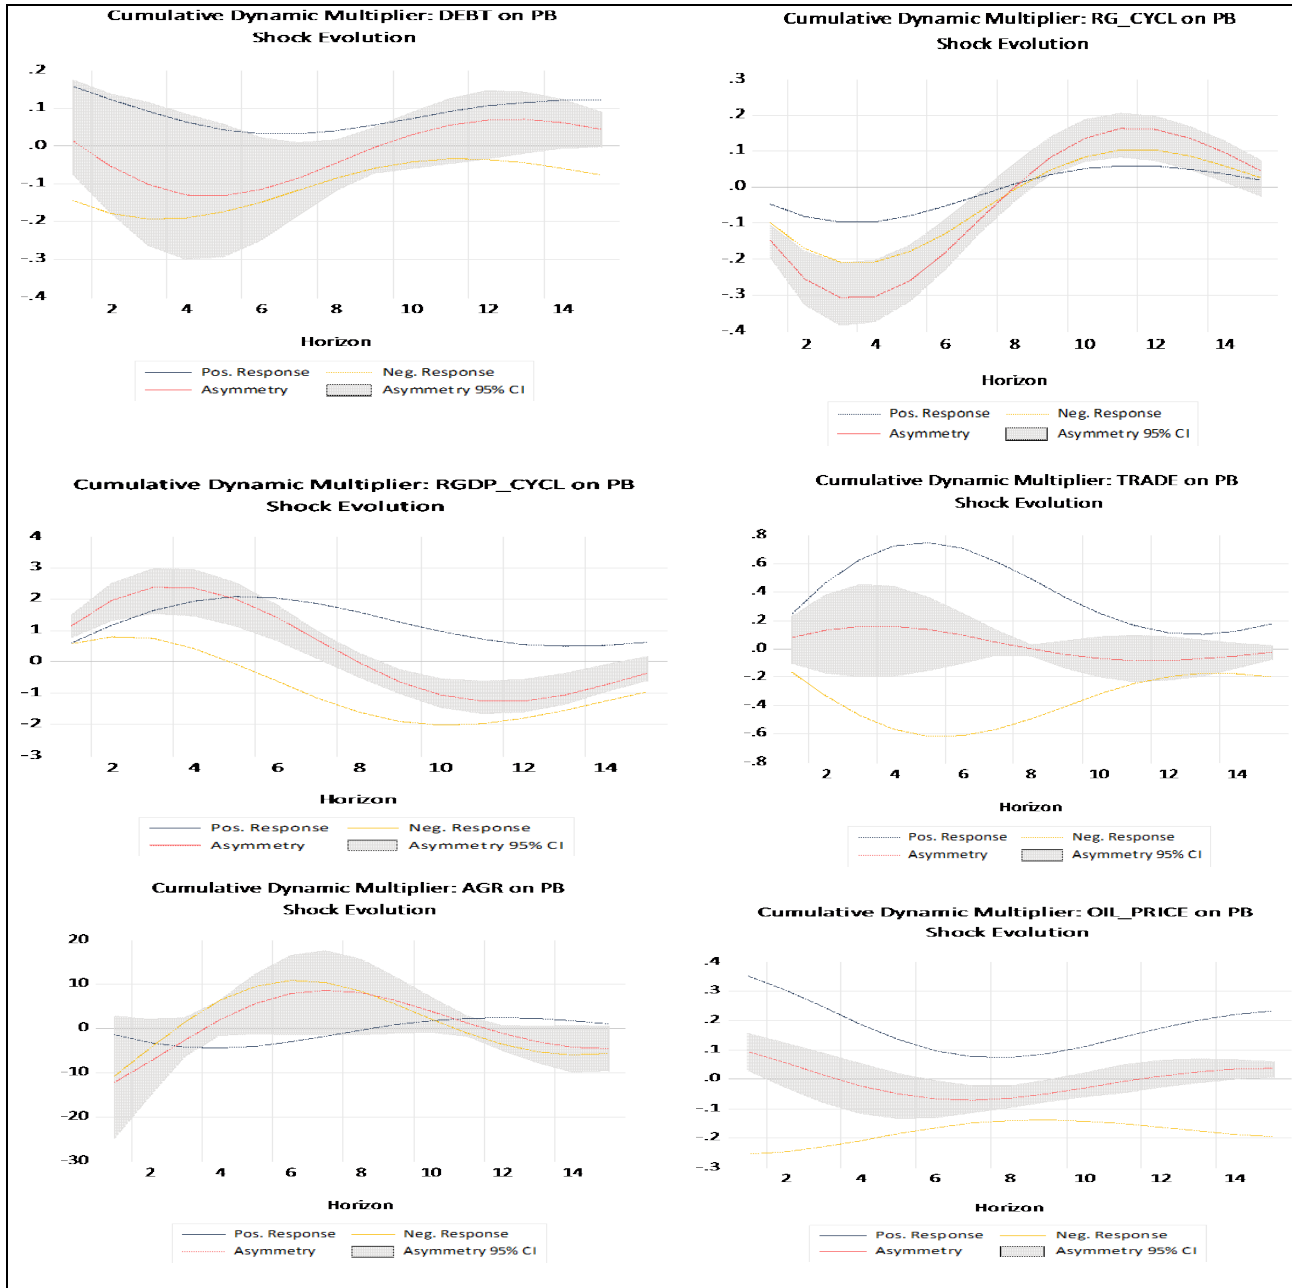 Cumulative Dynamic Multiplier: DEBT on PB
Shock Evolution
.2
.1
.0
-.1
-.2
-.3
-.4
2 4 6 8 10 12 14
Horizon
Pos. Response Neg. Response
Asymmetry Asymmetry 95% CI
Cumulative Dynamic Multiplier: RG_CYCL on PB
Shock Evolution
.3
.2
.1
.0
-.1
-.2
-.3
-.4
2 4 6 8 10 12 14
Horizon
Pos. Response Neg. Response
Asymmetry Asymmetry 95% CI
Cumulative Dynamic Multiplier: RGDP_CYCL on PB
Shock Evolution
4
3
2
1
0
-1
-2
-3
2 4 6 8 10 12 14
Horizon
Pos. Response Neg. Response
Asymmetry Asymmetry 95% CI
Cumulative Dynamic Multiplier: TRADE on PB
Shock Evolution
.8
.6
.4
.2
.0
-.2
-.4
-.6
-.8
2 4 6 8 10 12 14
Horizon
Pos. Response Neg. Response
Asymmetry Asymmetry 95% CI
Cumulative Dynamic Multiplier: AGR on PB
Shock Evolution
20
10
0
-10
-20
-30
2 4 6 8 10 12 14
Horizon
Pos. Response Neg. Response
Asymmetry Asymmetry 95% CI
Cumulative Dynamic Multiplier: OIL_PRICE on PB
Shock Evolution
.4
.3
.2
.1
.0
-.1
-.2
-.3
2 4 6 8 10 12 14
Horizon
Pos. Response Neg. Response
Asymmetry Asymmetry 95% CI